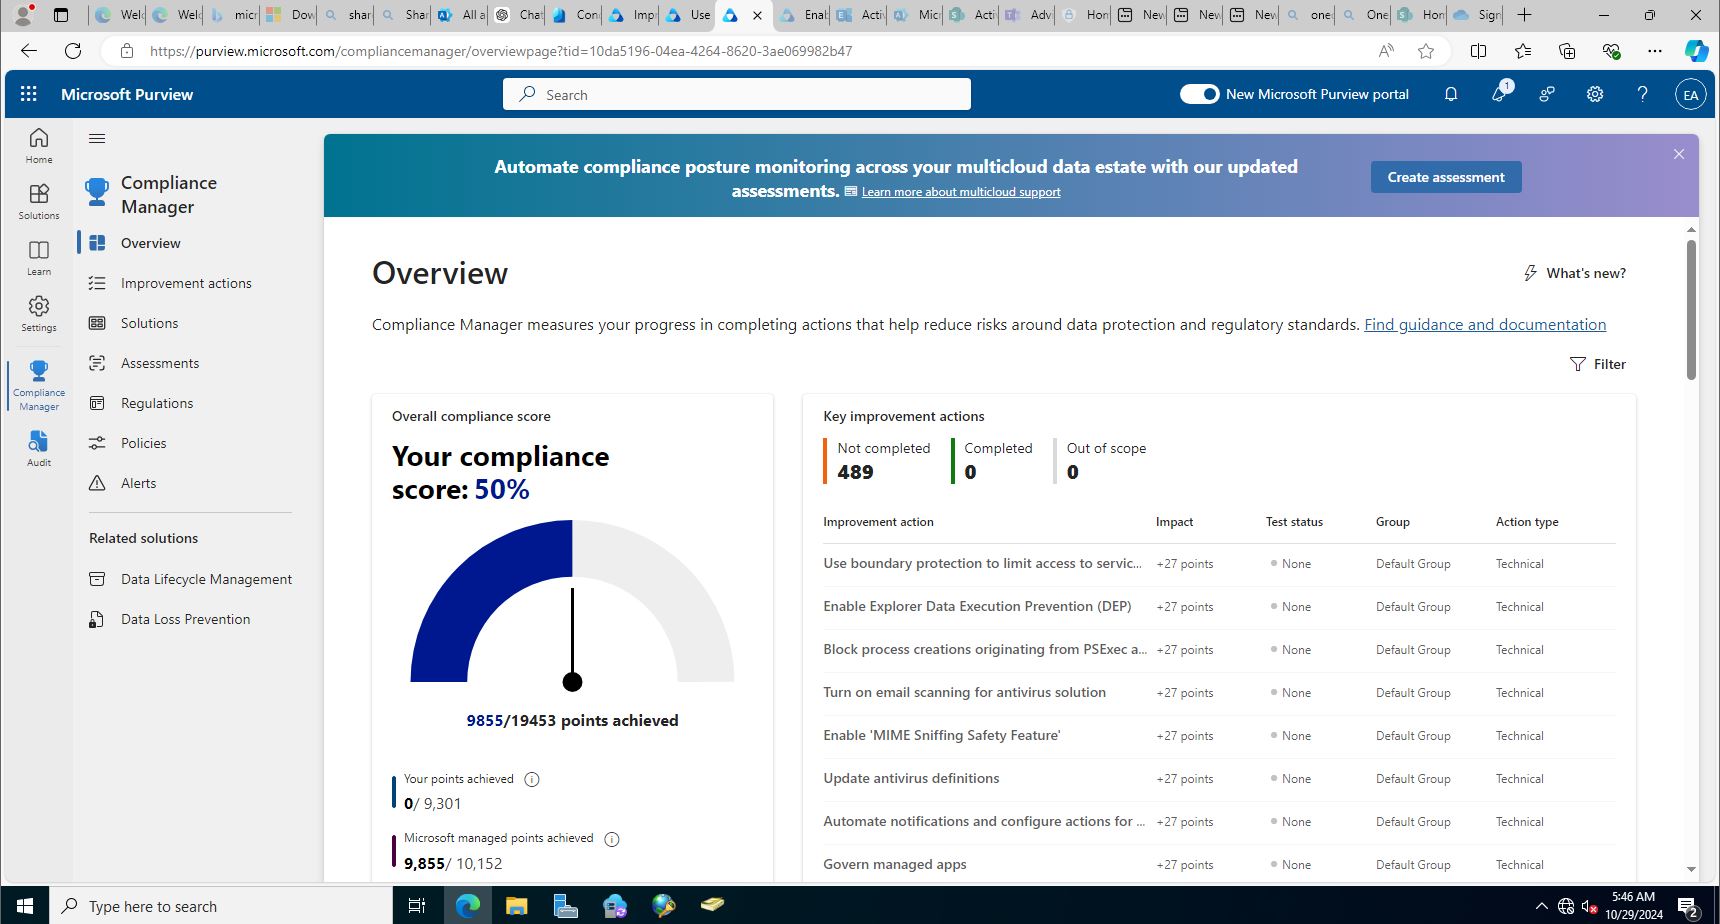 Welc
Welc
micr
Dow
shar
Shar
All a
Chat
Con
Impr
Use
Enab
Activ
Micr
Acti
Adv
Hon
New
New
New
oned
One
Hon
Sign
https://purview.microsoft.com/compliancemanager/overviewpage?tid=10da5196-04ea-4264-8620-3ae069982b47
Microsoft Purview
Search
New Microsoft Purview portal
1
EA
Home
Solutions
Learn
Settings
Compliance
Manager
Audit
Compliance
Manager
Overview
Improvement actions
Solutions
Assessments
Regulations
Policies
Alerts
Related solutions
Data Lifecycle Management
Data Loss Prevention
Automate compliance posture monitoring across your multicloud data estate with our updated
assessments. Learn more about multicloud support
Create assessment
Overview
What's new?
Compliance Manager measures your progress in completing actions that help reduce risks around data protection and regulatory standards. Find guidance and documentation
Filter
Overall compliance score
Your compliance
score: 50%
9855/19453 points achieved
Your points achieved
0/ 9,301
Microsoft managed points achieved
9,855/ 10,152
Key improvement actions
Not completed Completed Out of scope
489 0 0
Improvement action Impact Test status Group Action type
Use boundary protection to limit access to servic... +27 points None Default Group Technical
Enable Explorer Data Execution Prevention (DEP) +27 points None Default Group Technical
Block process creations originating from PSExec a... +27 points None Default Group Technical
Turn on email scanning for antivirus solution +27 points None Default Group Technical
Enable 'MIME Sniffing Safety Feature' +27 points None Default Group Technical
Update antivirus definitions +27 points None Default Group Technical
Automate notifications and configure actions for ... +27 points None Default Group Technical
Govern managed apps +27 points None Default Group Technical
Type here to search
5:46 AM
10/29/2024
2